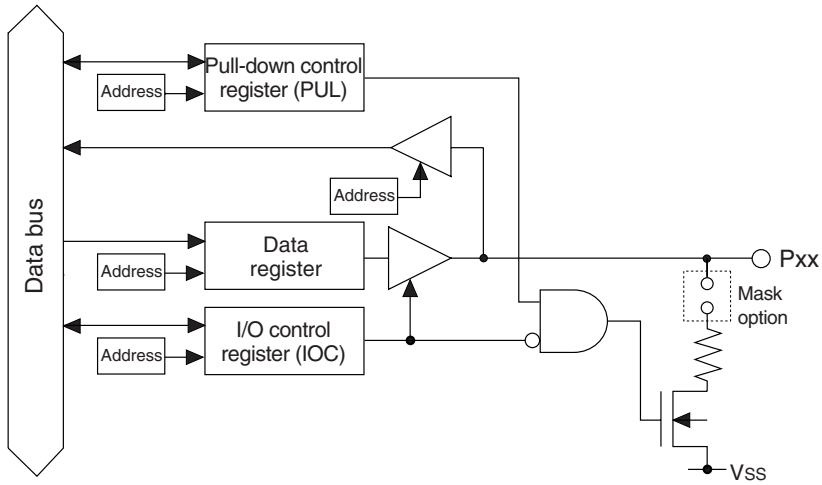 Data bus
Pull-down control
register (PUL)
Address
Address
Data
register
Address
Pxx
Mask
option
I/O control
register (IOC)
Address
VSS